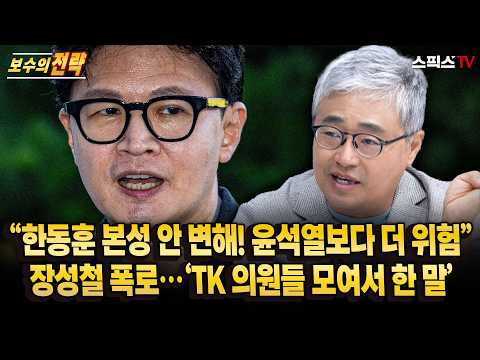 보수의전략
스픽스TV
“한동훈 본성 안 변해! 윤석열보다 더 위험”
장성철 폭로…‘TK 의원들 모여서 한 말’